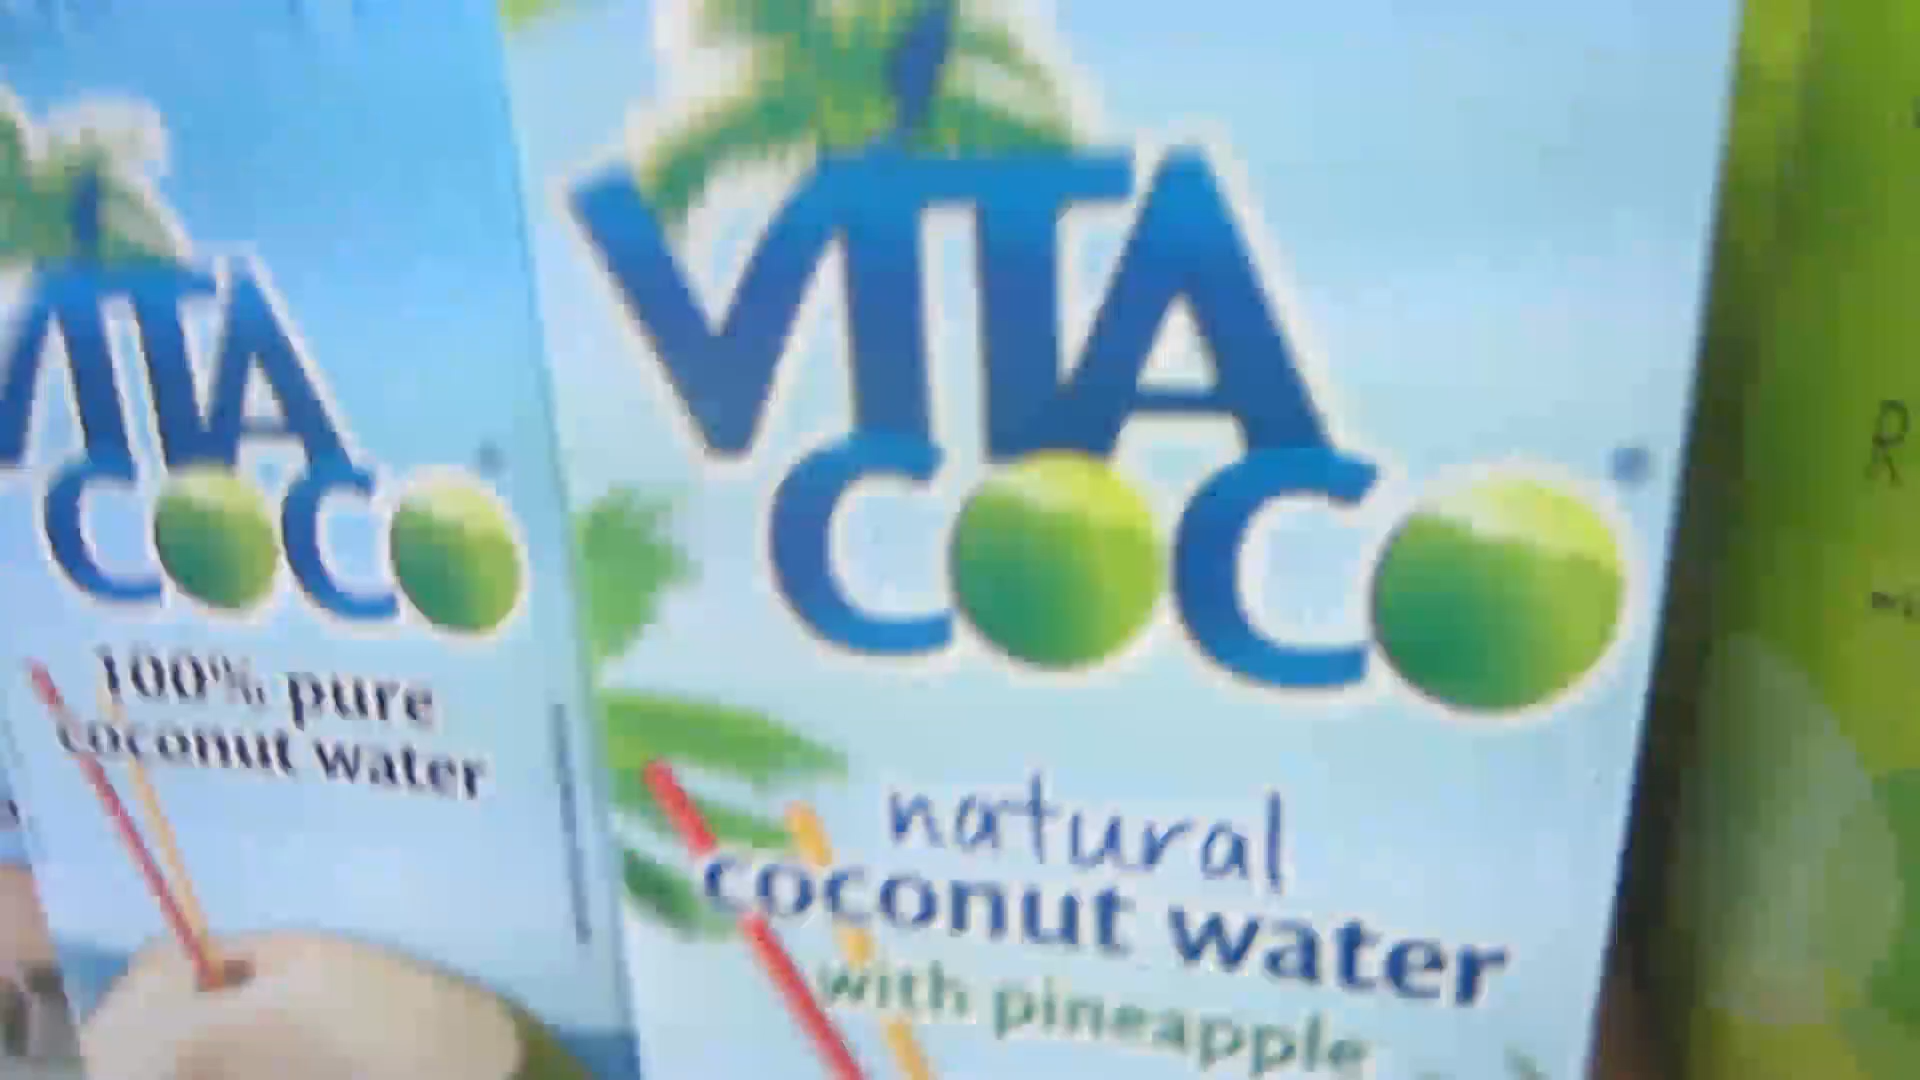 VITA
COCO
100% pure
coconut water
VITA
COCO
natural
coconut water
with pineapple
R